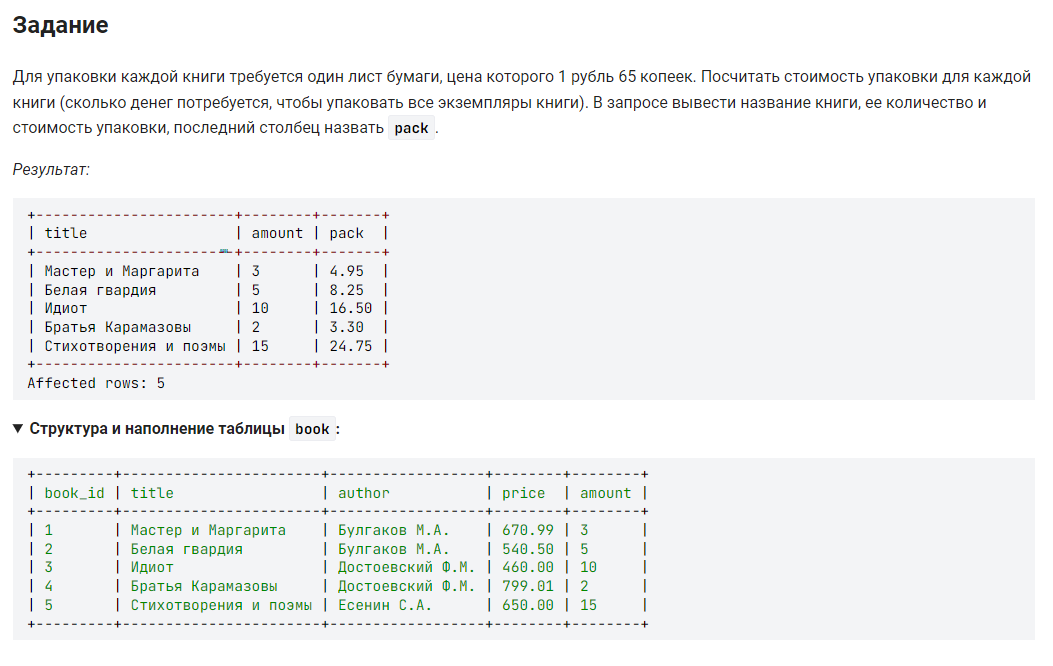 Задание
Для упаковки каждой книги требуется один лист бумаги, цена которого 1 рубль 65 копеек. Посчитать стоимость упаковки для каждой
книги (сколько денег потребуется, чтобы упаковать все экземпляры книги). В запросе вывести название книги, ее количество и
стоимость упаковки, последний столбец назвать pack.
Результат:
+-----------------------+--------+-------+
| title                 | amount | pack  |
+-----------------------+--------+-------+
| Мастер и Маргарита    | 3      | 4.95  |
| Белая гвардия         | 5      | 8.25  |
| Идиот                 | 10     | 16.50 |
| Братья Карамазовы     | 2      | 3.30  |
| Стихотворения и поэмы | 15     | 24.75 |
+-----------------------+--------+-------+
Affected rows: 5
▼ Структура и наполнение таблицы book :
+---------+-----------------------+------------------+--------+--------+
| book_id | title                 | author           | price  | amount |
+---------+-----------------------+------------------+--------+--------+
| 1       | Мастер и Маргарита    | Булгаков М.А.    | 670.99 | 3      |
| 2       | Белая гвардия         | Булгаков М.А.    | 540.50 | 5      |
| 3       | Идиот                 | Достоевский Ф.М. | 460.00 | 10     |
| 4       | Братья Карамазовы     | Достоевский Ф.М. | 799.01 | 2      |
| 5       | Стихотворения и поэмы | Есенин С.А.      | 650.00 | 15     |
+---------+-----------------------+------------------+--------+--------+